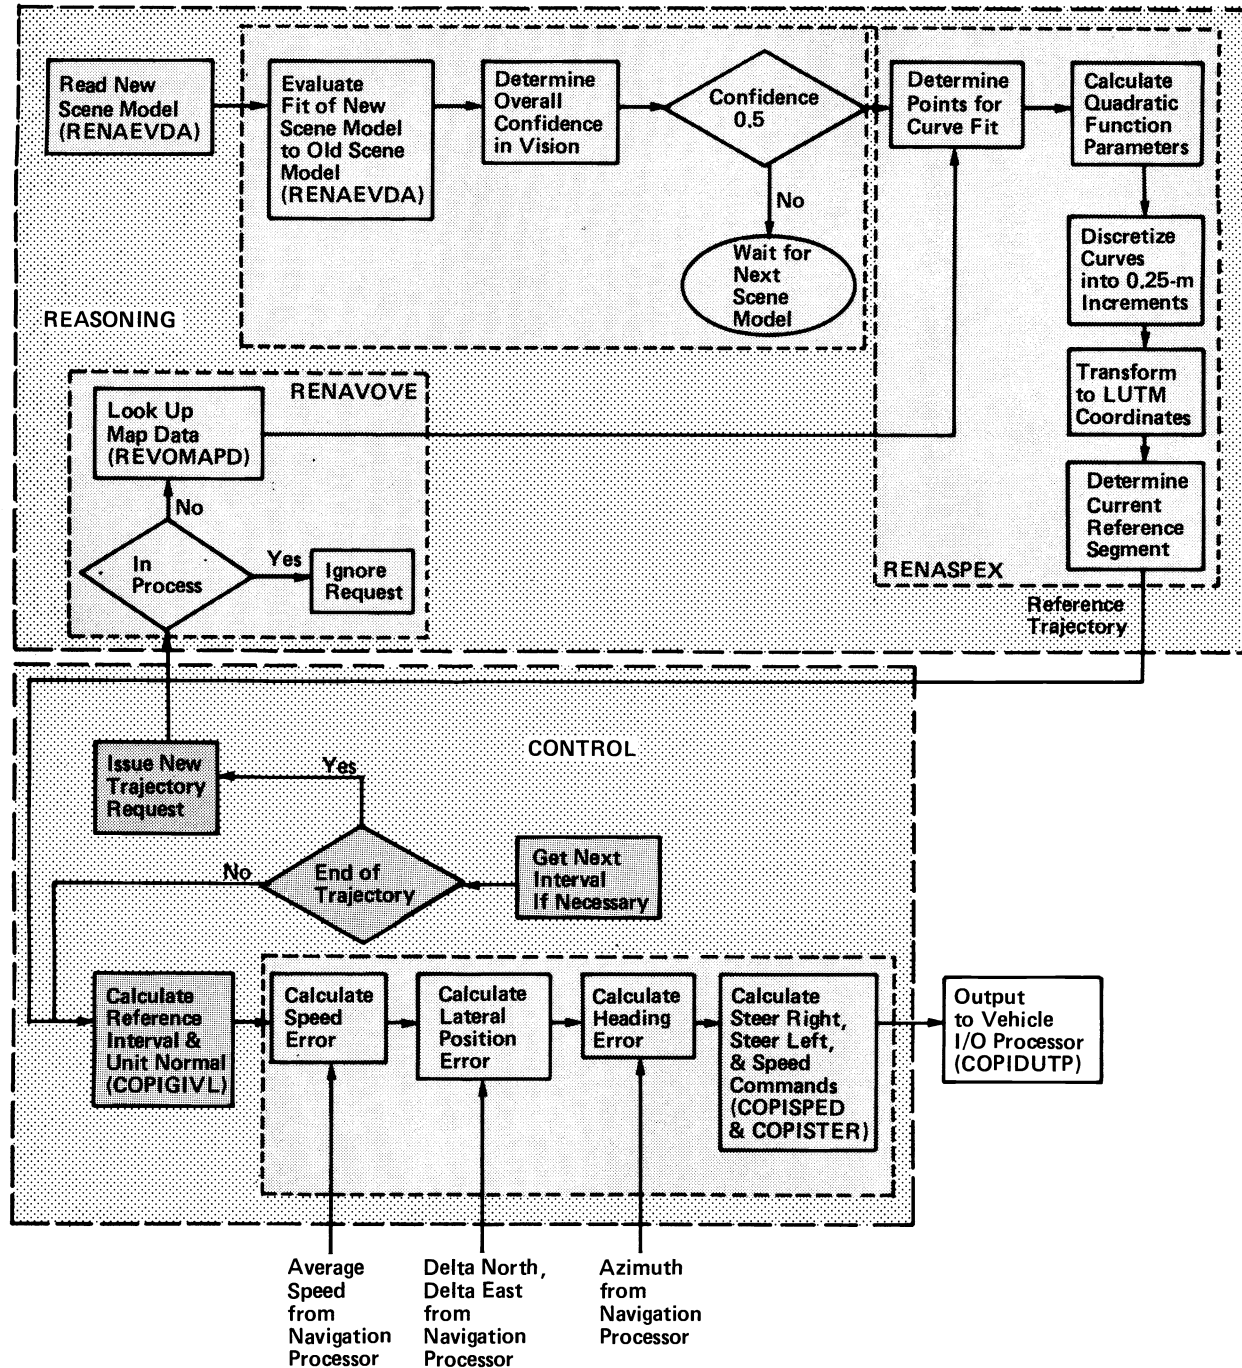 Read New
Scene Model
(RENAEVDA)
Evaluate
Fit of New
Scene Model
to Old Scene
Model
(RENAEVDA)
Determine
Overall
Confidence
in Vision
Confidence
0.5
No
Wait for
Next
Scene
Model
Determine
Points for
Curve Fit
Calculate
Quadratic
Function
Parameters
Discretize
Curves
into 0.25-m
Increments
Transform
to LUTM
Coordinates
Determine
Current
Reference
Segment
RENASPEX
Reference
Trajectory
REASONING
RENAVOVE
Look Up
Map Data
(REVOMAPD)
No
In
Process
Yes
Ignore
Request
CONTROL
Issue New
Trajectory
Request
Yes
No
End of
Trajectory
Get Next
Interval
If Necessary
Calculate
Reference
Interval &
Unit Normal
(COPIGIVL)
Calculate
Speed
Error
Calculate
Lateral
Position
Error
Calculate
Heading
Error
Calculate
Steer Right,
Steer Left,
& Speed
Commands
(COPISPED
& COPISTER)
Output
to Vehicle
I/O Processor
(COPIDUTP)
Average
Speed
from
Navigation
Processor
Delta North,
Delta East
from
Navigation
Processor
Azimuth
from
Navigation
Processor